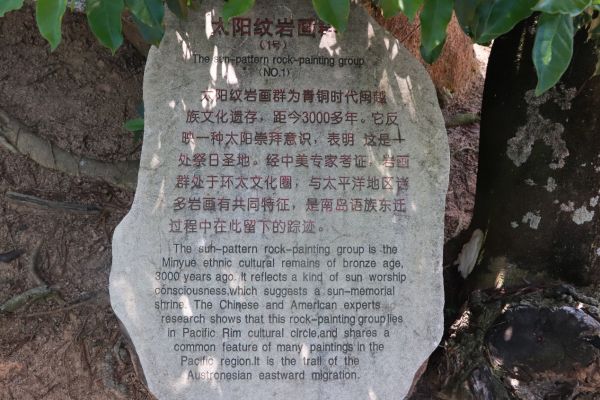 太阳纹岩画群
（1号）
The sun-pattern rock-painting group
(NO.1)
太阳纹岩画群为青铜时代闽越
族文化遗存，距今3000多年。它反
映一种太阳崇拜意识，表明 这是一
处祭日圣地。经中美专家考证，岩画
群处于环太文化圈，与太平洋地区诸
多岩画有共同特征，是南岛语族东迁
过程中在此留下的踪迹。
The sun-pattern rock-painting group is the
Minyue ethnic cultural remains of bronze age,
3000 years ago. It reflects a kind of sun worship
consciousness,which suggests a sun-memorial
shrine. The Chinese and American experts
research shows that this rock-painting group lies
in Pacific Rim cultural circle,and shares a
common feature of many paintings in the
Pacific region.It is the trail of the
Austronesian eastward migration.